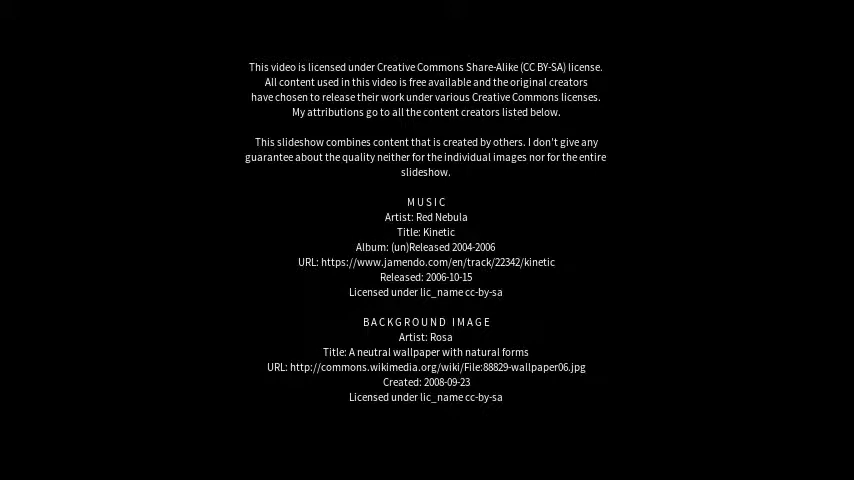 This video is licensed under Creative Commons Share-Alike (CC BY-SA) license.
All content used in this video is free available and the original creators
have chosen to release their work under various Creative Commons licenses.
My attributions go to all the content creators listed below.
This slideshow combines content that is created by others. I don't give any
guarantee about the quality neither for the individual images nor for the entire
slideshow.
MUSIC
Artist: Red Nebula
Title: Kinetic
Album: (un)Released 2004-2006
URL: https://www.jamendo.com/en/track/22342/kinetic
Released: 2006-10-15
Licensed under lic_name cc-by-sa
BACKGROUND IMAGE
Artist: Rosa
Title: A neutral wallpaper with natural forms
URL: http://commons.wikimedia.org/wiki/File:88829-wallpaper06.jpg
Created: 2008-09-23
Licensed under lic_name cc-by-sa